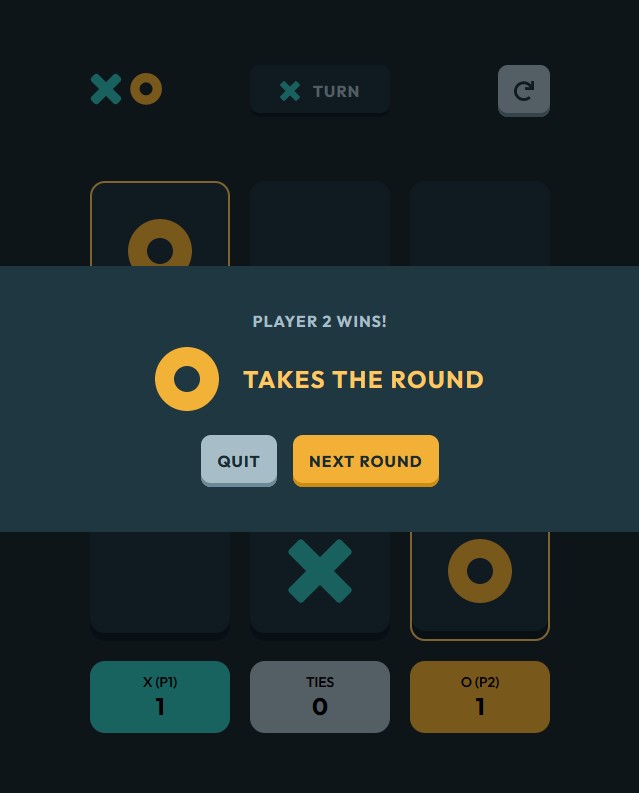 TURN
PLAYER 2 WINS!
TAKES THE ROUND
QUIT
NEXT ROUND
X (P1)
1
TIES
0
O (P2)
1